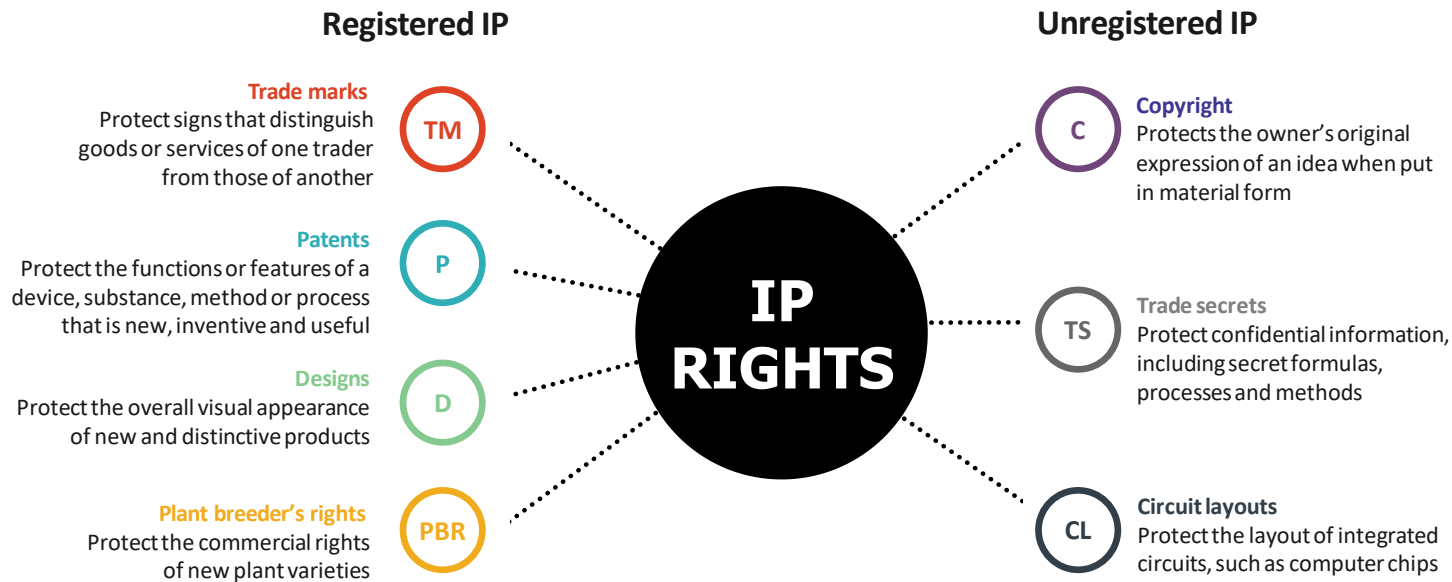 Registered IP
Trade marks
Protect signs that distinguish
goods or services of one trader
from those of another
TM
Patents
Protect the functions or features of a
device, substance, method or process
that is new, inventive and useful
P
Designs
Protect the overall visual appearance
of new and distinctive products
D
Plant breeder's rights
Protect the commercial rights
of new plant varieties
PBR
IP
RIGHTS
Unregistered IP
C
Copyright
Protects the owner's original
expression of an idea when put
in material form
TS
Trade secrets
Protect confidential information,
including secret formulas,
processes and methods
CL
Circuit layouts
Protect the layout of integrated
circuits, such as computer chips